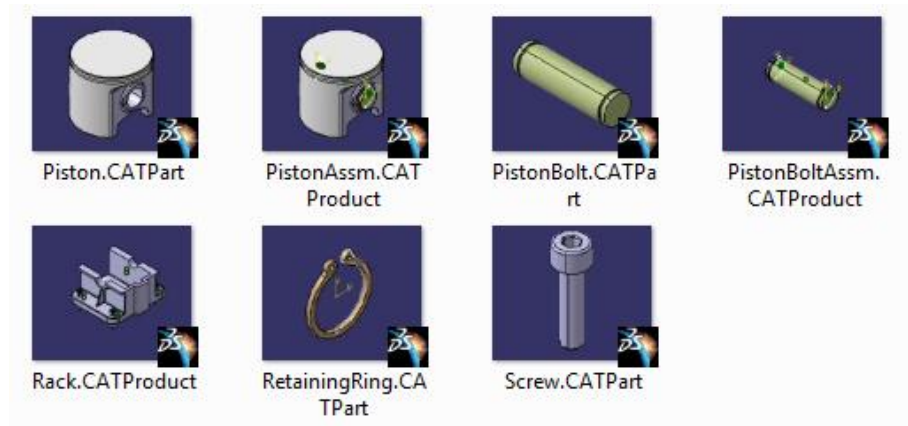 Piston.CATPart
PistonAssm.CAT
Product
PistonBolt.CATPa
rt
PistonBoltAssm.
CATProduct
Rack.CATProduct
RetainingRing.CA
TPart
Screw.CATPart